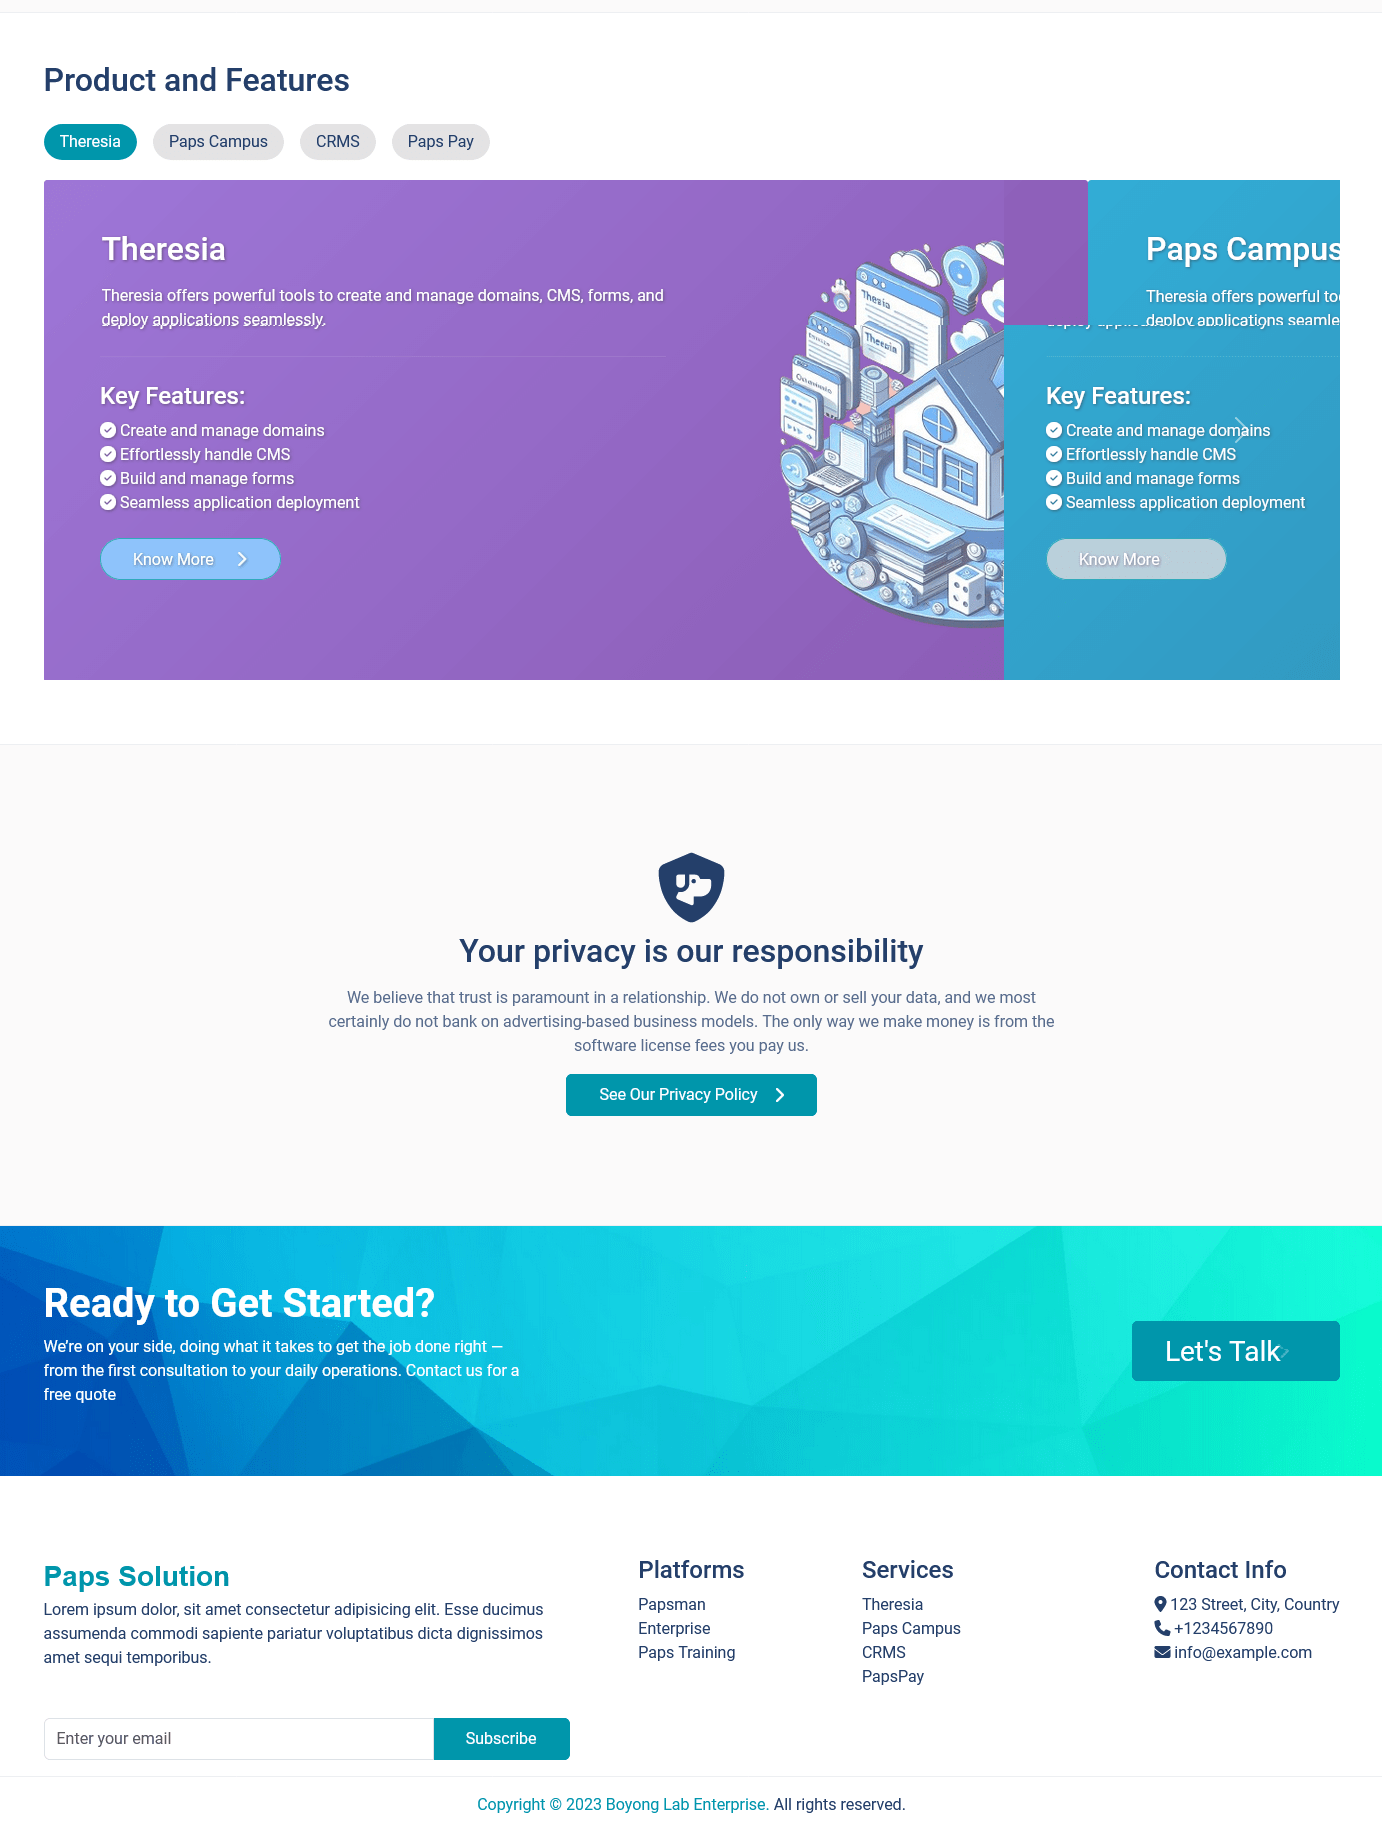 Product and Features
Theresia
Paps Campus
CRMS
Paps Pay
Theresia
Theresia offers powerful tools to create and manage domains, CMS, forms, and
deploy applications seamlessly.
Key Features:
Create and manage domains
Effortlessly handle CMS
Build and manage forms
Seamless application deployment
Know More
Thesia
Theresia
Paps Campus
Theresia offers powerful
deploy applications
Key Features:
Create and manage domains
Effortlessly handle CMS
Build and manage forms
Seamless application deployment
Know More
Your privacy is our responsibility
We believe that trust is paramount in a relationship. We do not own or sell your data, and we most
certainly do not bank on advertising-based business models. The only way we make money is from the
software license fees you pay us.
See Our Privacy Policy
Ready to Get Started?
We’re on your side, doing what it takes to get the job done right —
from the first consultation to your daily operations. Contact us for a
free quote
Let's Talk
Paps Solution
Lorem ipsum dolor, sit amet consectetur adipisicing elit. Esse ducimus
assumenda commodi sapiente pariatur voluptatibus dicta dignissimos
amet sequi temporibus.
Enter your email
Subscribe
Platforms
Papsman
Enterprise
Paps Training
Services
Theresia
Paps Campus
CRMS
PapsPay
Contact Info
123 Street, City, Country
+1234567890
info@example.com
Copyright © 2023 Boyong Lab Enterprise. All rights reserved.